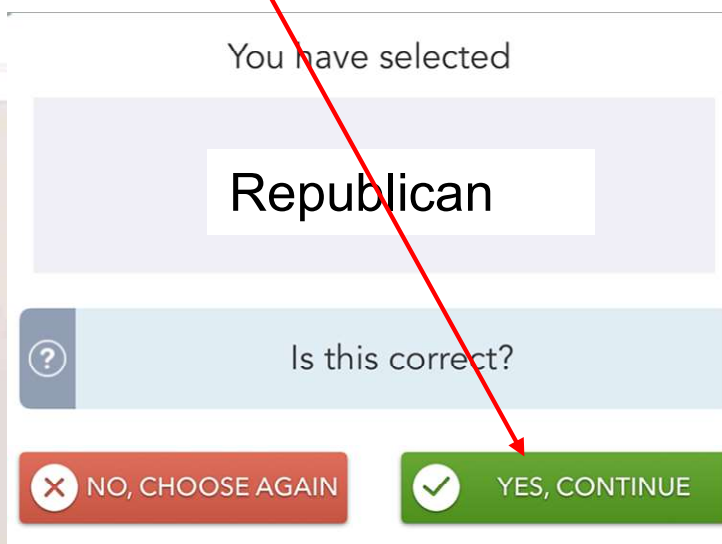 You have selected
Republican
?
Is this correct?
NO, CHOOSE AGAIN
YES, CONTINUE